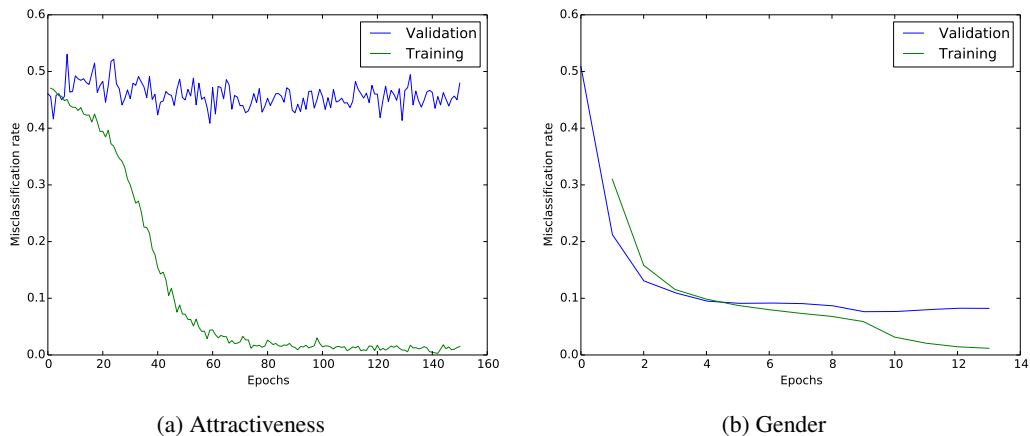 0.6
0.5
0.4
0.3
0.2
0.1
0.0
Misclassification rate
0 20 40 60 80 100 120 140 160
Epochs
Validation
Training
(a) Attractiveness
0.6
0.5
0.4
0.3
0.2
0.1
0.0
Misclassification rate
0 2 4 6 8 10 12 14
Epochs
Validation
Training
(b) Gender